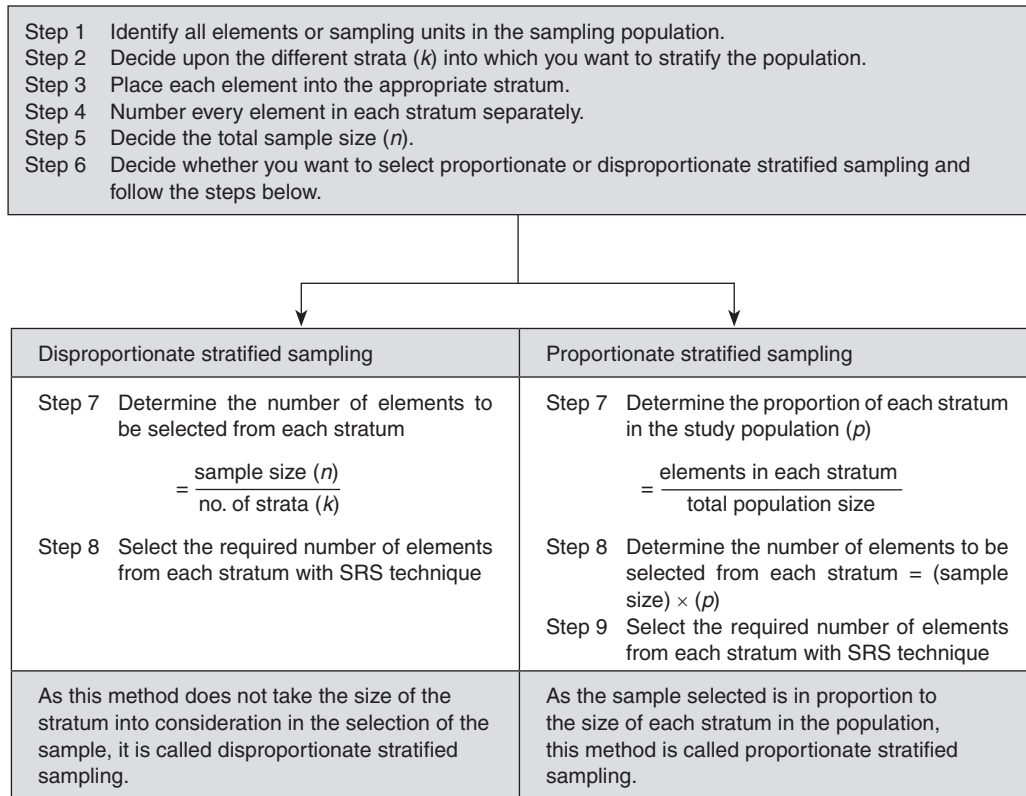 Step 1 Identify all elements or sampling units in the sampling population.
Step 2 Decide upon the different strata (k) into which you want to stratify the population.
Step 3 Place each element into the appropriate stratum.
Step 4 Number every element in each stratum separately.
Step 5 Decide the total sample size (n).
Step 6 Decide whether you want to select proportionate or disproportionate stratified sampling and
follow the steps below.
Disproportionate stratified sampling
Step 7 Determine the number of elements to
be selected from each stratum
= sample size (n)
no. of strata (k)
Step 8 Select the required number of elements
from each stratum with SRS technique
As this method does not take the size of the
stratum into consideration in the selection of the
sample, it is called disproportionate stratified
sampling.
Proportionate stratified sampling
Step 7 Determine the proportion of each stratum
in the study population (p)
= elements in each stratum
total population size
Step 8 Determine the number of elements to be
selected from each stratum = (sample
size) × (p)
Step 9 Select the required number of elements
from each stratum with SRS technique
As the sample selected is in proportion to
the size of each stratum in the population,
this method is called proportionate stratified
sampling.